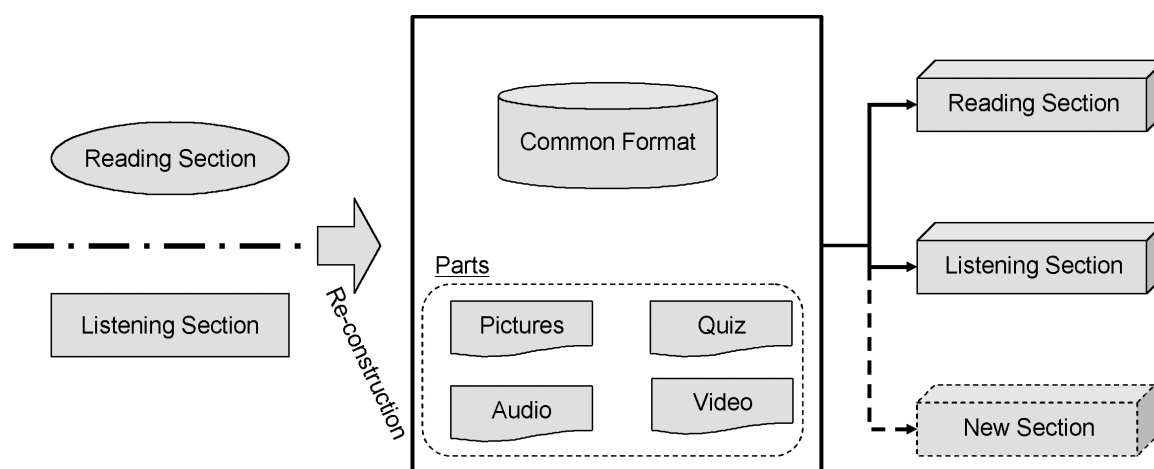 Reading Section
Listening Section
Re-construction
Common Format
Parts
Pictures
Quiz
Audio
Video
Reading Section
Listening Section
New Section